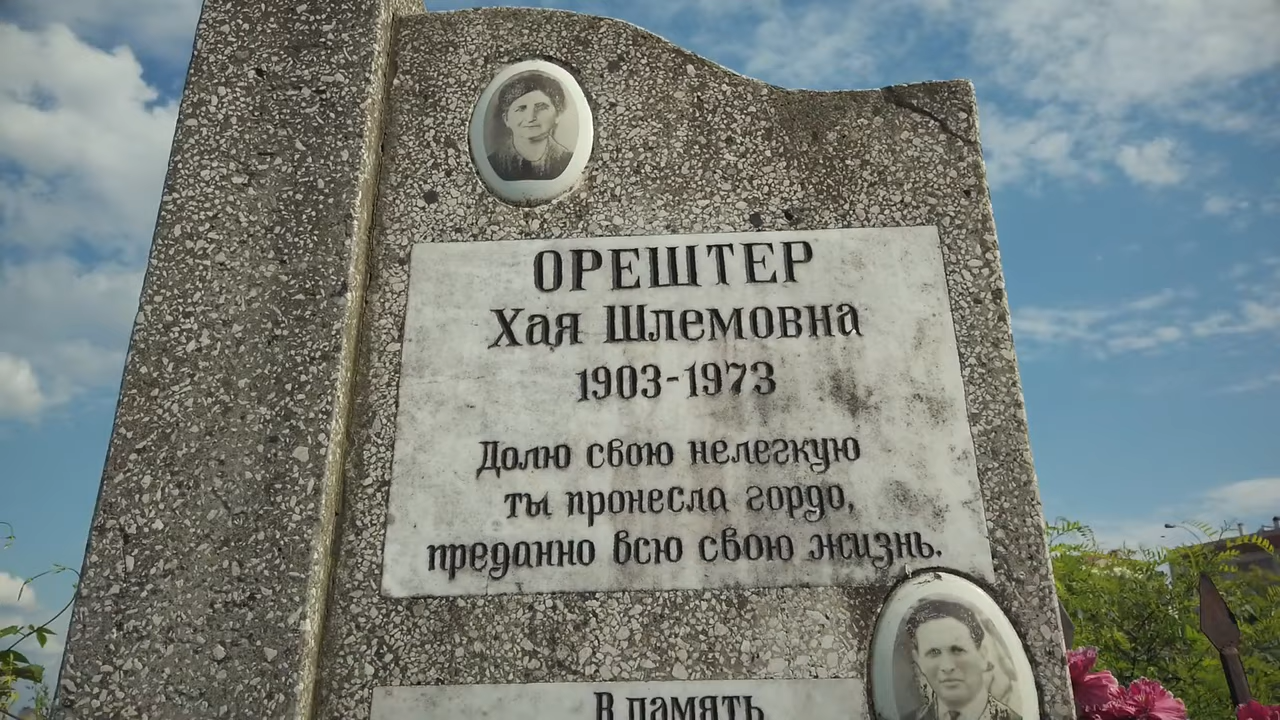 ОРЕШТЕР
Хая Шлемовна
1903-1973
Долю свою нелегкую
ты пронесла гордо,
преданно всю свою жизнь.
В память